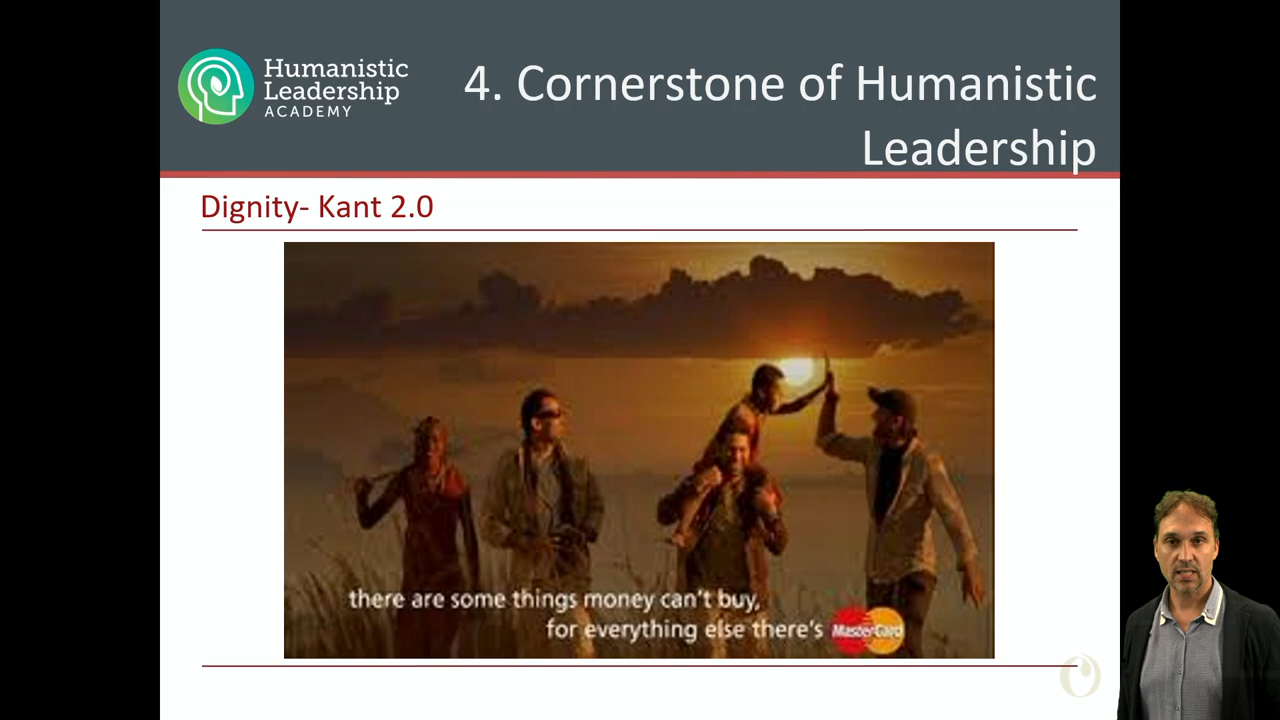 Humanistic
Leadership
ACADEMY
4. Cornerstone of Humanistic
Leadership
Dignity- Kant 2.0
there are some things money can't buy,
for everything else there's MasterCard